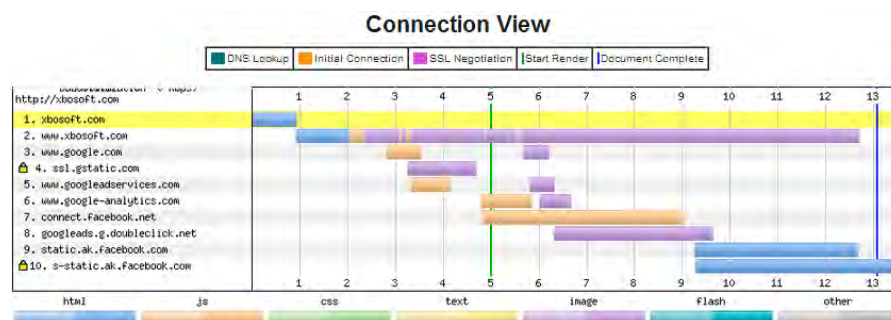 Connection View
DNS Lookup Initial Connection SSL Negotiation Start Render Document Complete
http://xbosoft.com
1 2 3 4 5 6 7 8 9 10 11 12 13
1. xbosoft.com
2. www.xbosoft.com
3. www.google.com
4. ssl.gstatic.com
5. www.googleadservices.com
6. www.google-analytics.com
7. connect.facebook.net
8. googleads.g.doubleclick.net
9. static.ak.facebook.com
10. s-static.ak.facebook.com
1 2 3 4 5 6 7 8 9 10 11 12 13
html js css text image flash other